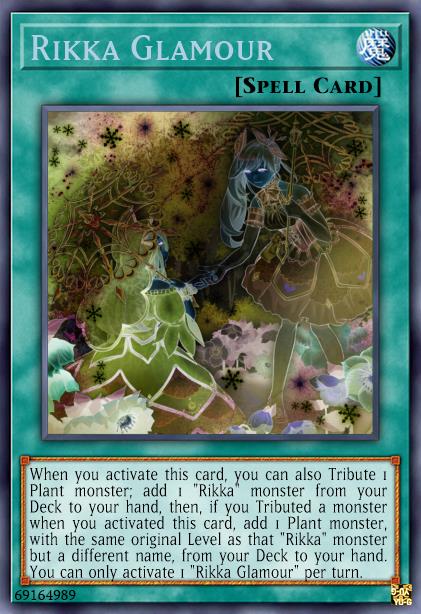 Rikka Glamour
魔
[Spell Card]
When you activate this card, you can also Tribute 1
Plant monster; add 1 "Rikka" monster from your
Deck to your hand, then, if you Tributed a monster
when you activated this card, add 1 Plant monster,
with the same original Level as that "Rikka" monster
but a different name, from your Deck to your hand.
You can only activate 1 "Rikka Glamour" per turn.
69164989